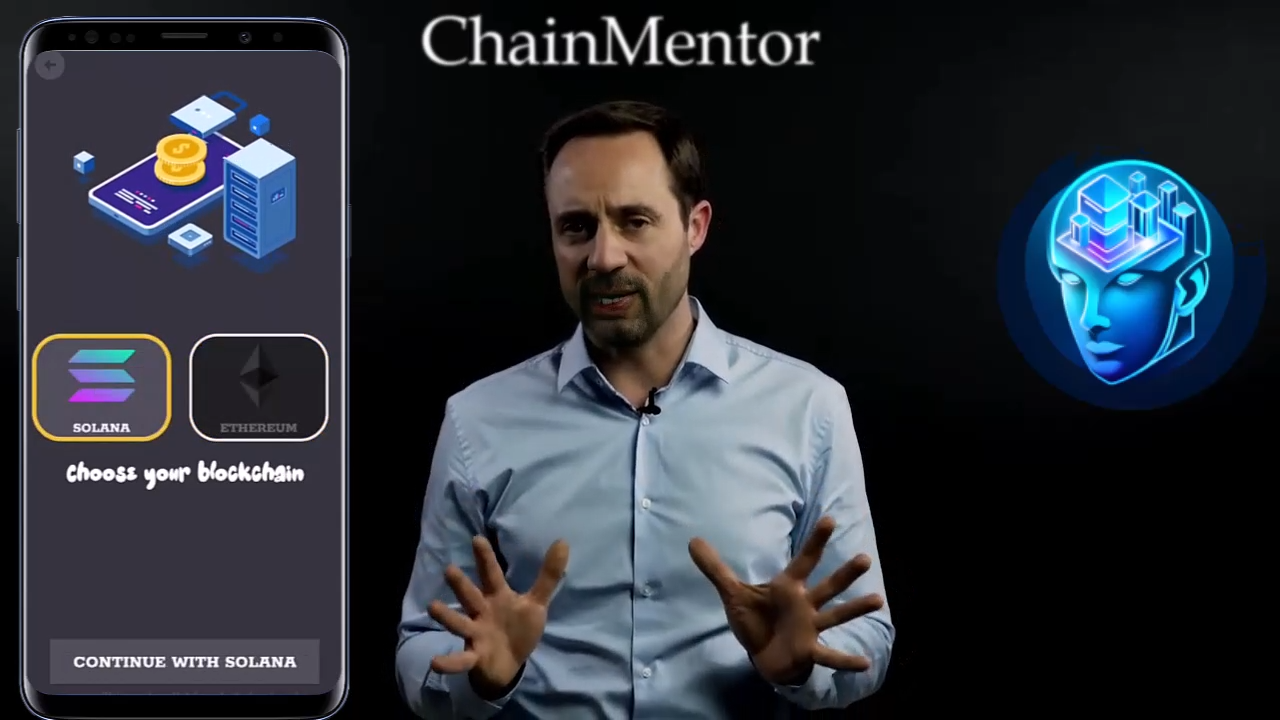 ChainMentor
SOLANA
ETHEREUM
choose your blockchain
CONTINUE WITH SOLANA